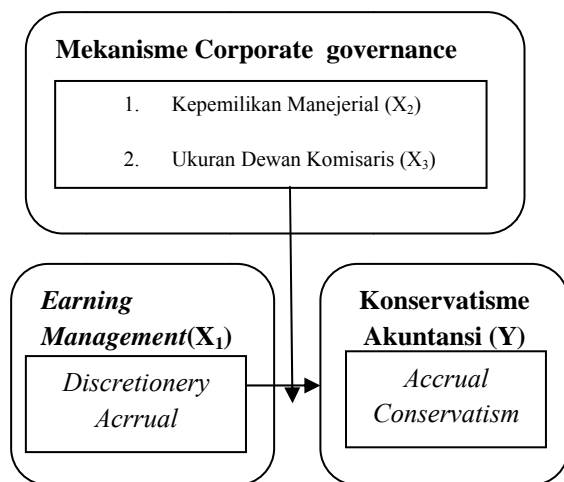 Mekanisme Corporate governance
1. Kepemilikan Manejerial (X₂)
2. Ukuran Dewan Komisaris (X₃)
Earning
Management(X₁)
Discretionery
Acrrual
Konservatisme
Akuntansi (Y)
Accrual
Conservatism